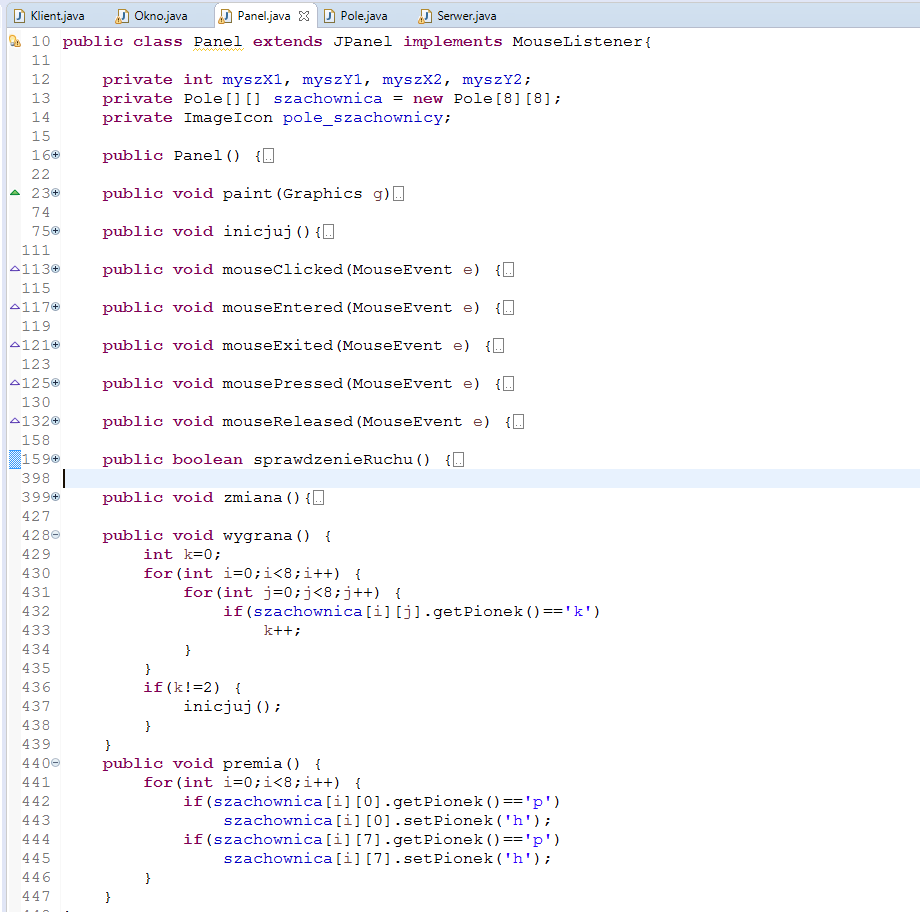 Klient.java Okno.java Panel.java Pole.java Serwer.java
10 public class Panel extends JPanel implements MouseListener{
11
12 private int myszX1, myszY1, myszX2, myszY2;
13 private Pole[][] szachownica = new Pole[8][8];
14 private ImageIcon pole_szachownicy;
15
16 public Panel() {
22
23 public void paint(Graphics g)
74
75 public void inicjuj(){
111
113 public void mouseClicked(MouseEvent e) {
115
117 public void mouseEntered(MouseEvent e) {
119
121 public void mouseExited(MouseEvent e) {
123
125 public void mousePressed(MouseEvent e) {
130
132 public void mouseReleased(MouseEvent e) {
158
159 public boolean sprawdzenieRuchu() {
398
399 public void zmiana(){
427
428 public void wygrana() {
429 int k=0;
430 for(int i=0;i<8;i++) {
431 for(int j=0;j<8;j++) {
432 if(szachownica[i][j].getPionek()=='k')
433 k++;
434 }
435 }
436 if(k!=2) {
437 inicjuj();
438 }
439 }
440 public void premia() {
441 for(int i=0;i<8;i++) {
442 if(szachownica[i][0].getPionek()=='p')
443 szachownica[i][0].setPionek('h');
444 if(szachownica[i][7].getPionek()=='p')
445 szachownica[i][7].setPionek('h');
446 }
447 }